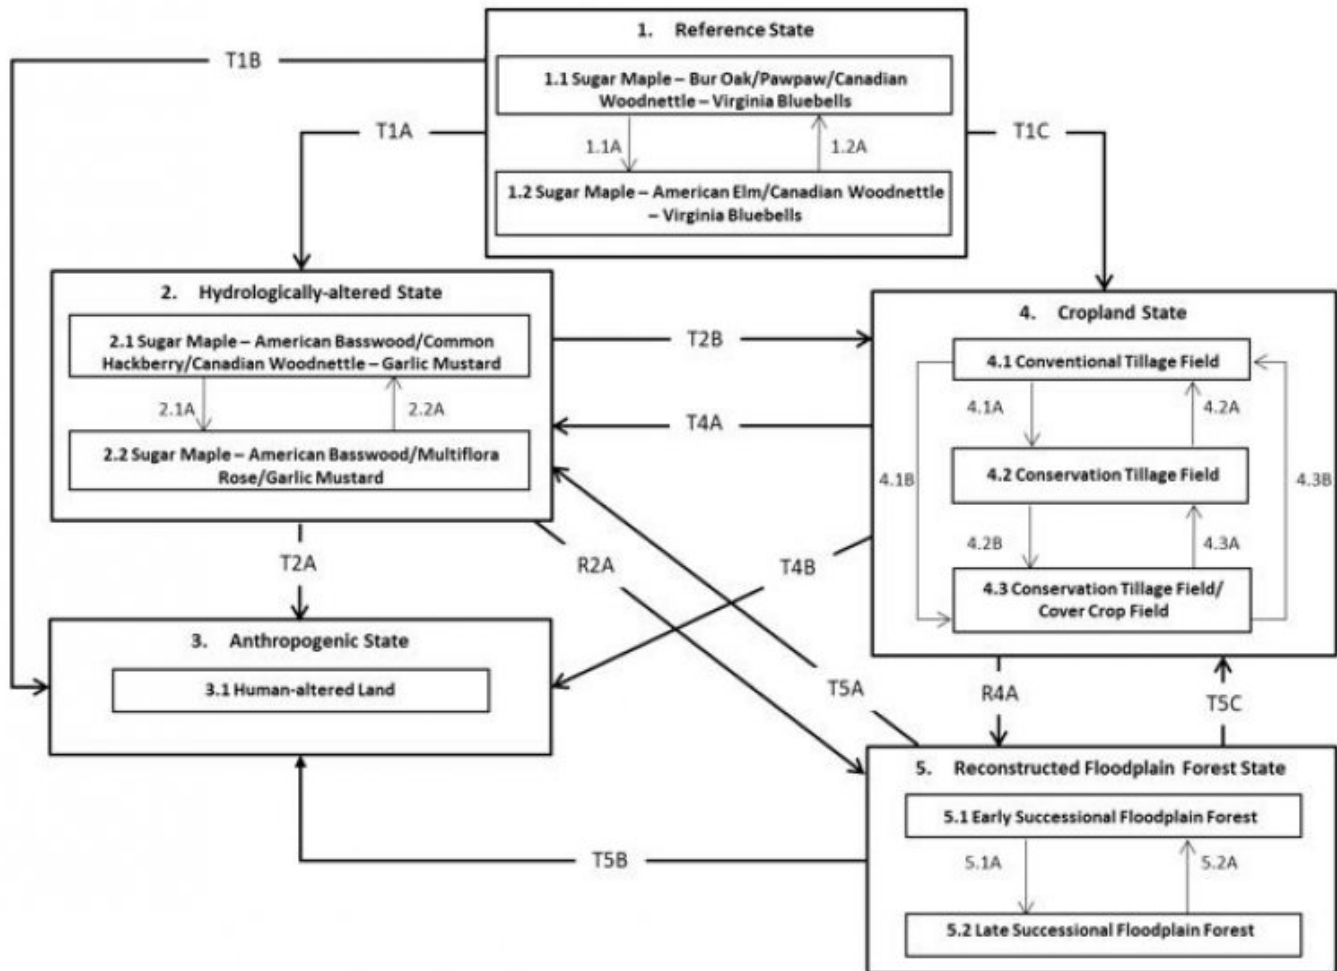 1. Reference State
T1B
1.1 Sugar Maple – Bur Oak/Pawpaw/Canadian
Woodnettle – Virginia Bluebells
T1A
T1C
1.1A
1.2A
1.2 Sugar Maple – American Elm/Canadian Woodnettle
– Virginia Bluebells
2. Hydrologically-altered State
2.1 Sugar Maple – American Basswood/Common
Hackberry/Canadian Woodnettle – Garlic Mustard
2.1A
2.2A
2.2 Sugar Maple – American Basswood/Multiflora
Rose/Garlic Mustard
T2B
T4A
4. Cropland State
4.1 Conventional Tillage Field
4.1A
4.2A
4.1B
4.2 Conservation Tillage Field
4.3B
4.2B
4.3A
4.3 Conservation Tillage Field/
Cover Crop Field
T2A
R2A
T4B
3. Anthropogenic State
3.1 Human-altered Land
T5A
R4A
T5C
5. Reconstructed Floodplain Forest State
5.1 Early Successional Floodplain Forest
5.1A
5.2A
5.2 Late Successional Floodplain Forest
T5B